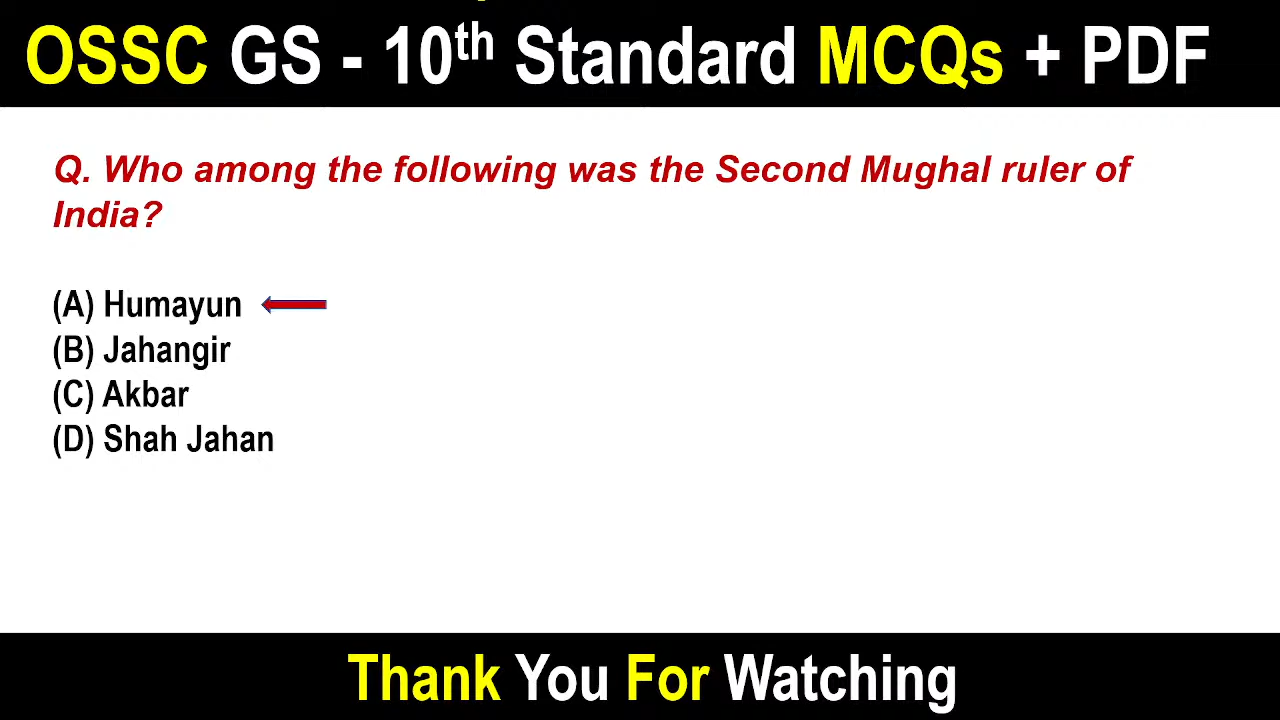 OSSC GS - 10th Standard MCQs + PDF
Q. Who among the following was the Second Mughal ruler of
India?
(A) Humayun
(B) Jahangir
(C) Akbar
(D) Shah Jahan
Thank You For Watching